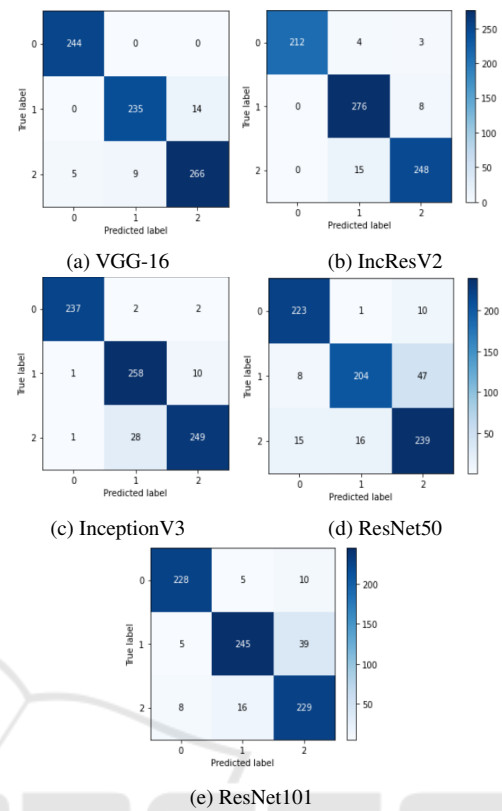 0
244 0 0
True label
1
0 235 14
2
5 9 266
0 1 2
Predicted label
(a) VGG-16
0
212 4 3
True label
1
0 276 8
2
0 15 248
0 1 2
Predicted label
250
200
150
100
50
0
(b) IncResV2
0
237 2 2
True label
1
1 258 10
2
1 28 249
0 1 2
Predicted label
(c) InceptionV3
0
223 1 10
True label
1
8 204 47
2
15 16 239
0 1 2
Predicted label
200
150
100
50
(d) ResNet50
0
228 5 10
True label
1
5 245 39
2
8 16 229
0 1 2
Predicted label
200
150
100
50
(e) ResNet101